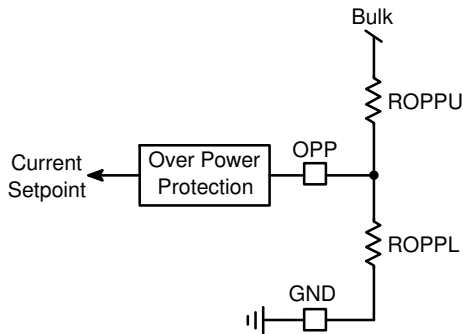 Bulk
ROPPU
OPP
Over Power
Protection
Current
Setpoint
ROPPL
GND